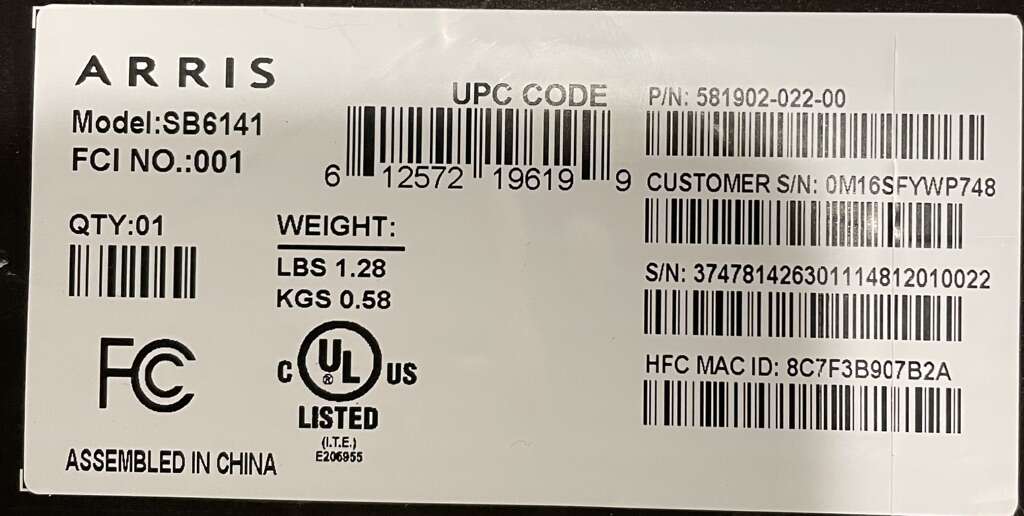 ARRIS
Model:SB6141
FCI NO.:001
QTY:01
WEIGHT:
LBS 1.28
KGS 0.58
FC
C UL US
®
LISTED
(I.T.E.)
E206955
ASSEMBLED IN CHINA
UPC CODE
6 12572 19619 9
P/N: 581902-022-00
CUSTOMER S/N: 0M16SFYWP748
S/N: 374781426301114812010022
HFC MAC ID: 8C7F3B907B2A